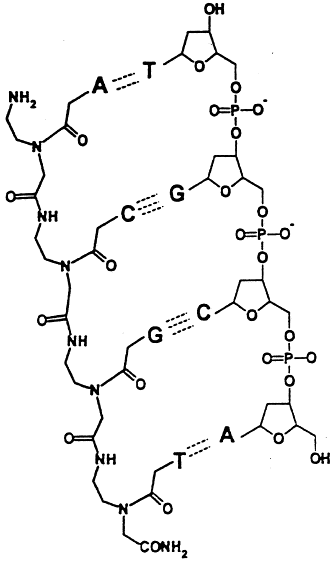 OH
A T O
NH₂ O
O=P-O⁻
N O
O
O
NH C G O
O
O=P-O⁻
N O
O
O
NH G C O
O
O=P-O
N O
O
O
NH T A O
N O OH
CONH₂